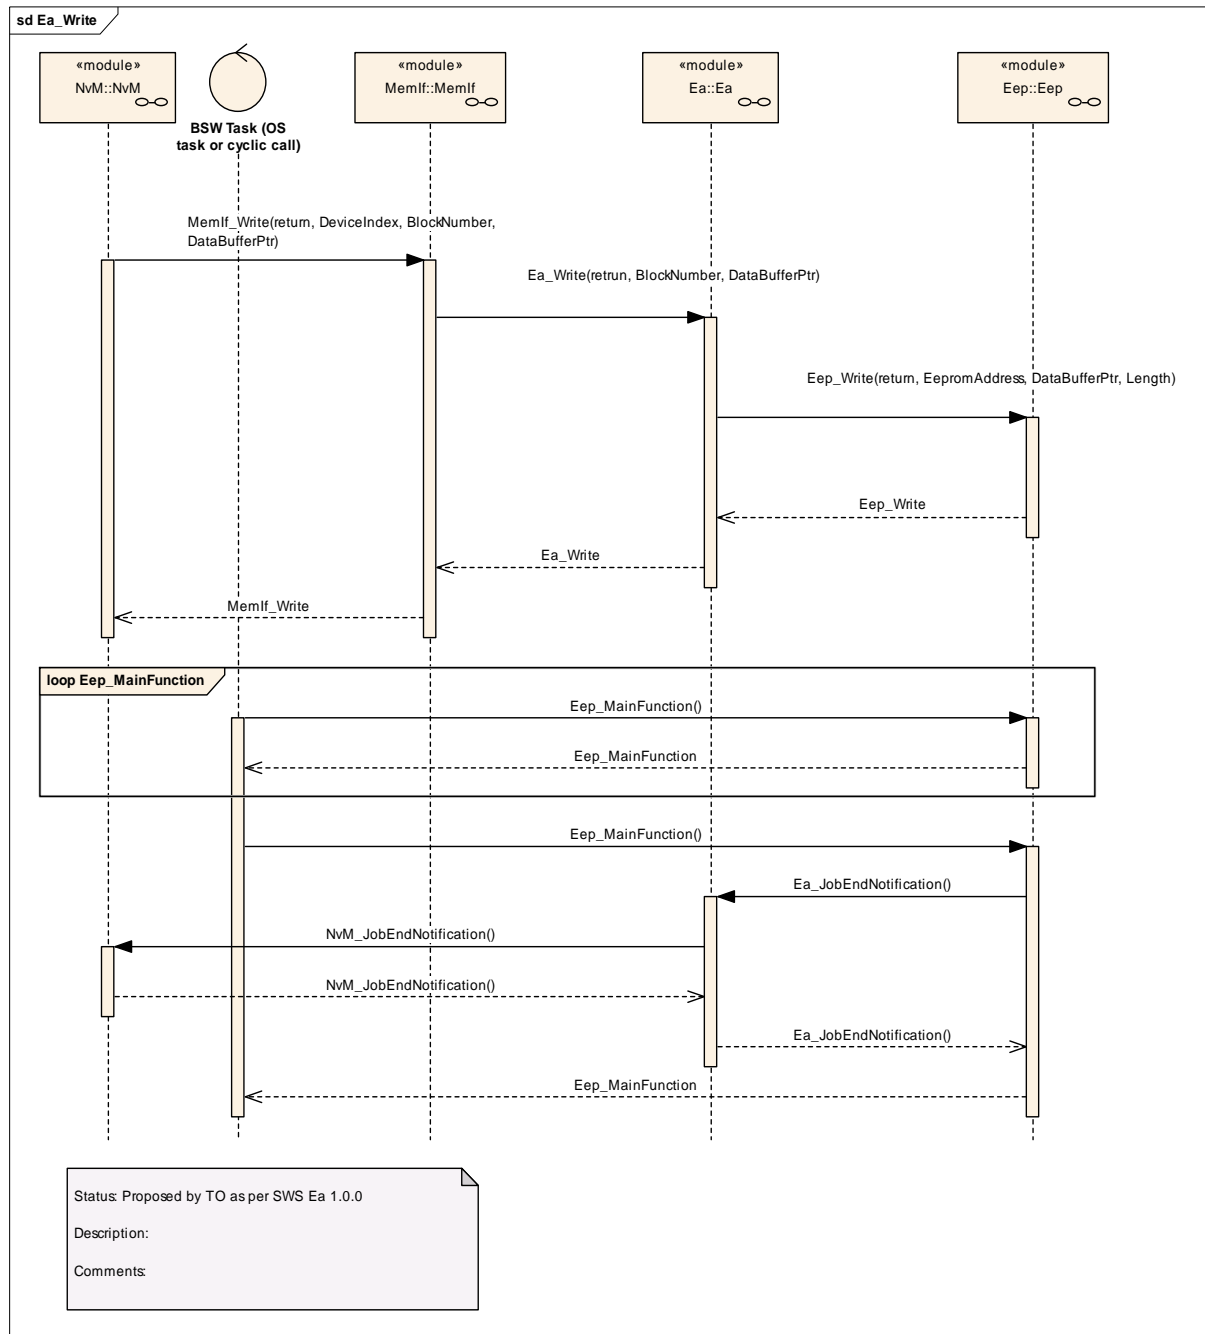 sd Ea_Write
«module»
NvM::NvM
«module»
MemIf::MemIf
«module»
Ea::Ea
«module»
Eep::Eep
BSW Task (OS
task or cyclic call)
MemIf_Write(return, DeviceIndex, BlockNumber,
DataBufferPtr)
Ea_Write(retrun, BlockNumber, DataBufferPtr)
Eep_Write(return, EepromAddress, DataBufferPtr, Length)
Eep_Write
Ea_Write
MemIf_Write
loop Eep_MainFunction
Eep_MainFunction()
Eep_MainFunction
Eep_MainFunction()
Ea_JobEndNotification()
NvM_JobEndNotification()
NvM_JobEndNotification()
Ea_JobEndNotification()
Eep_MainFunction
Status: Proposed by TO as per SWS Ea 1.0.0
Description:
Comments: